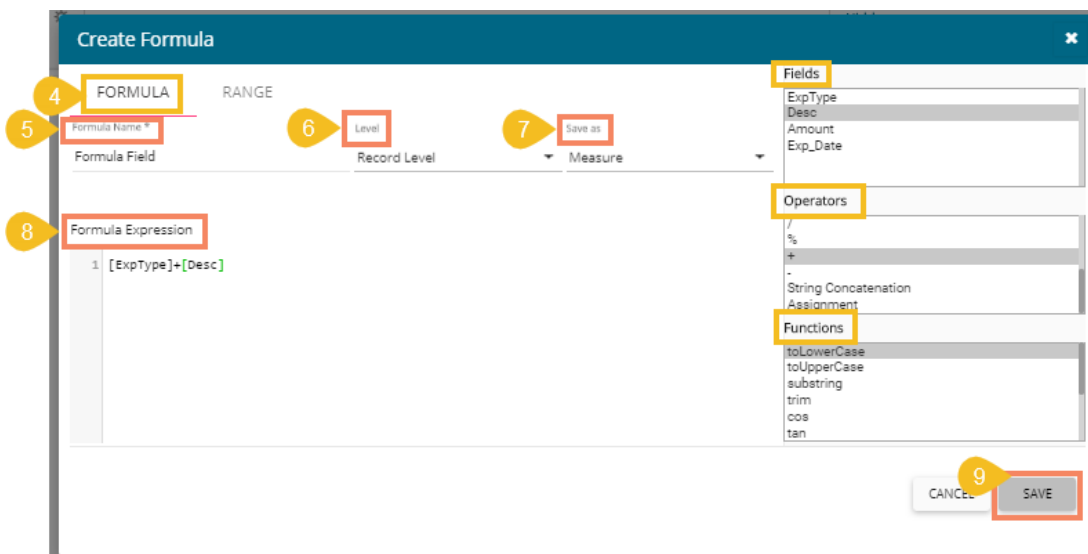 Create Formula
✖
4
FORMULA
RANGE
5
Formula Name *
6
Level
7
Save as
Formula Field
Record Level
Measure
8
Formula Expression
1 [ExpType]+[Desc]
Fields
ExpType
Desc
Amount
Exp_Date
Operators
/
%
+
-
String Concatenation
Assignment
Functions
toLowerCase
toUpperCase
substring
trim
cos
tan
CANCEL
9
SAVE